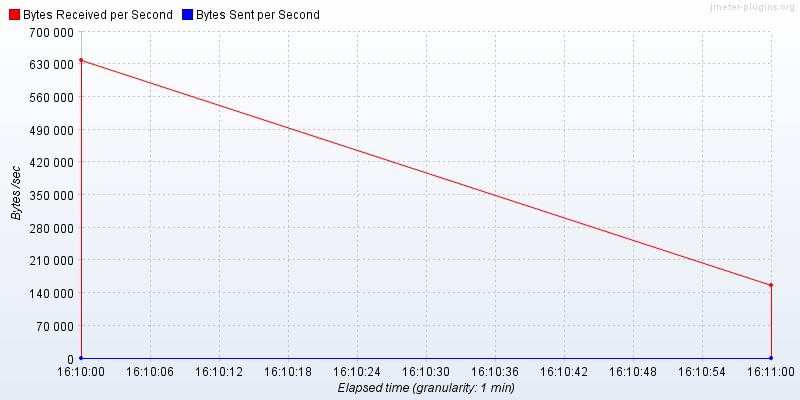 Bytes Received per Second Bytes Sent per Second
jmeter-plugins.org
700 000
630 000
560 000
490 000
420 000
350 000
280 000
210 000
140 000
70 000
0
Bytes /sec
16:10:00 16:10:06 16:10:12 16:10:18 16:10:24 16:10:30 16:10:36 16:10:42 16:10:48 16:10:54 16:11:00
Elapsed time (granularity: 1 min)